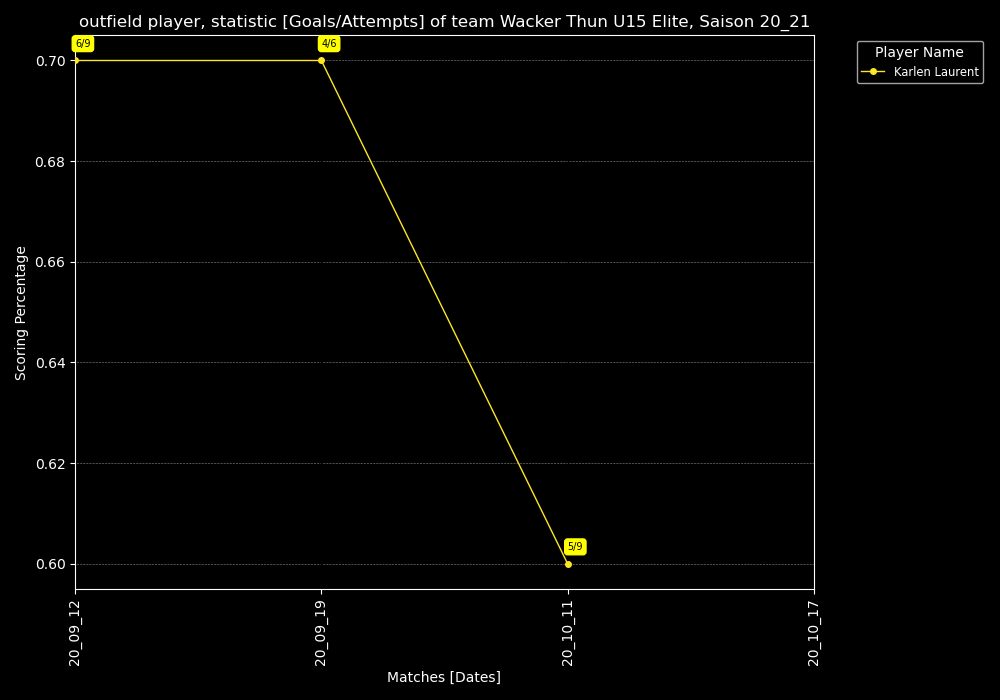 outfield player, statistic [Goals/Attempts] of team Wacker Thun U15 Elite, Saison 20_21
Player Name
Karlen Laurent
6/9
4/6
5/9
0.70
0.68
0.66
0.64
0.62
0.60
Scoring Percentage
20_09_12
20_09_19
20_10_11
20_10_17
Matches [Dates]